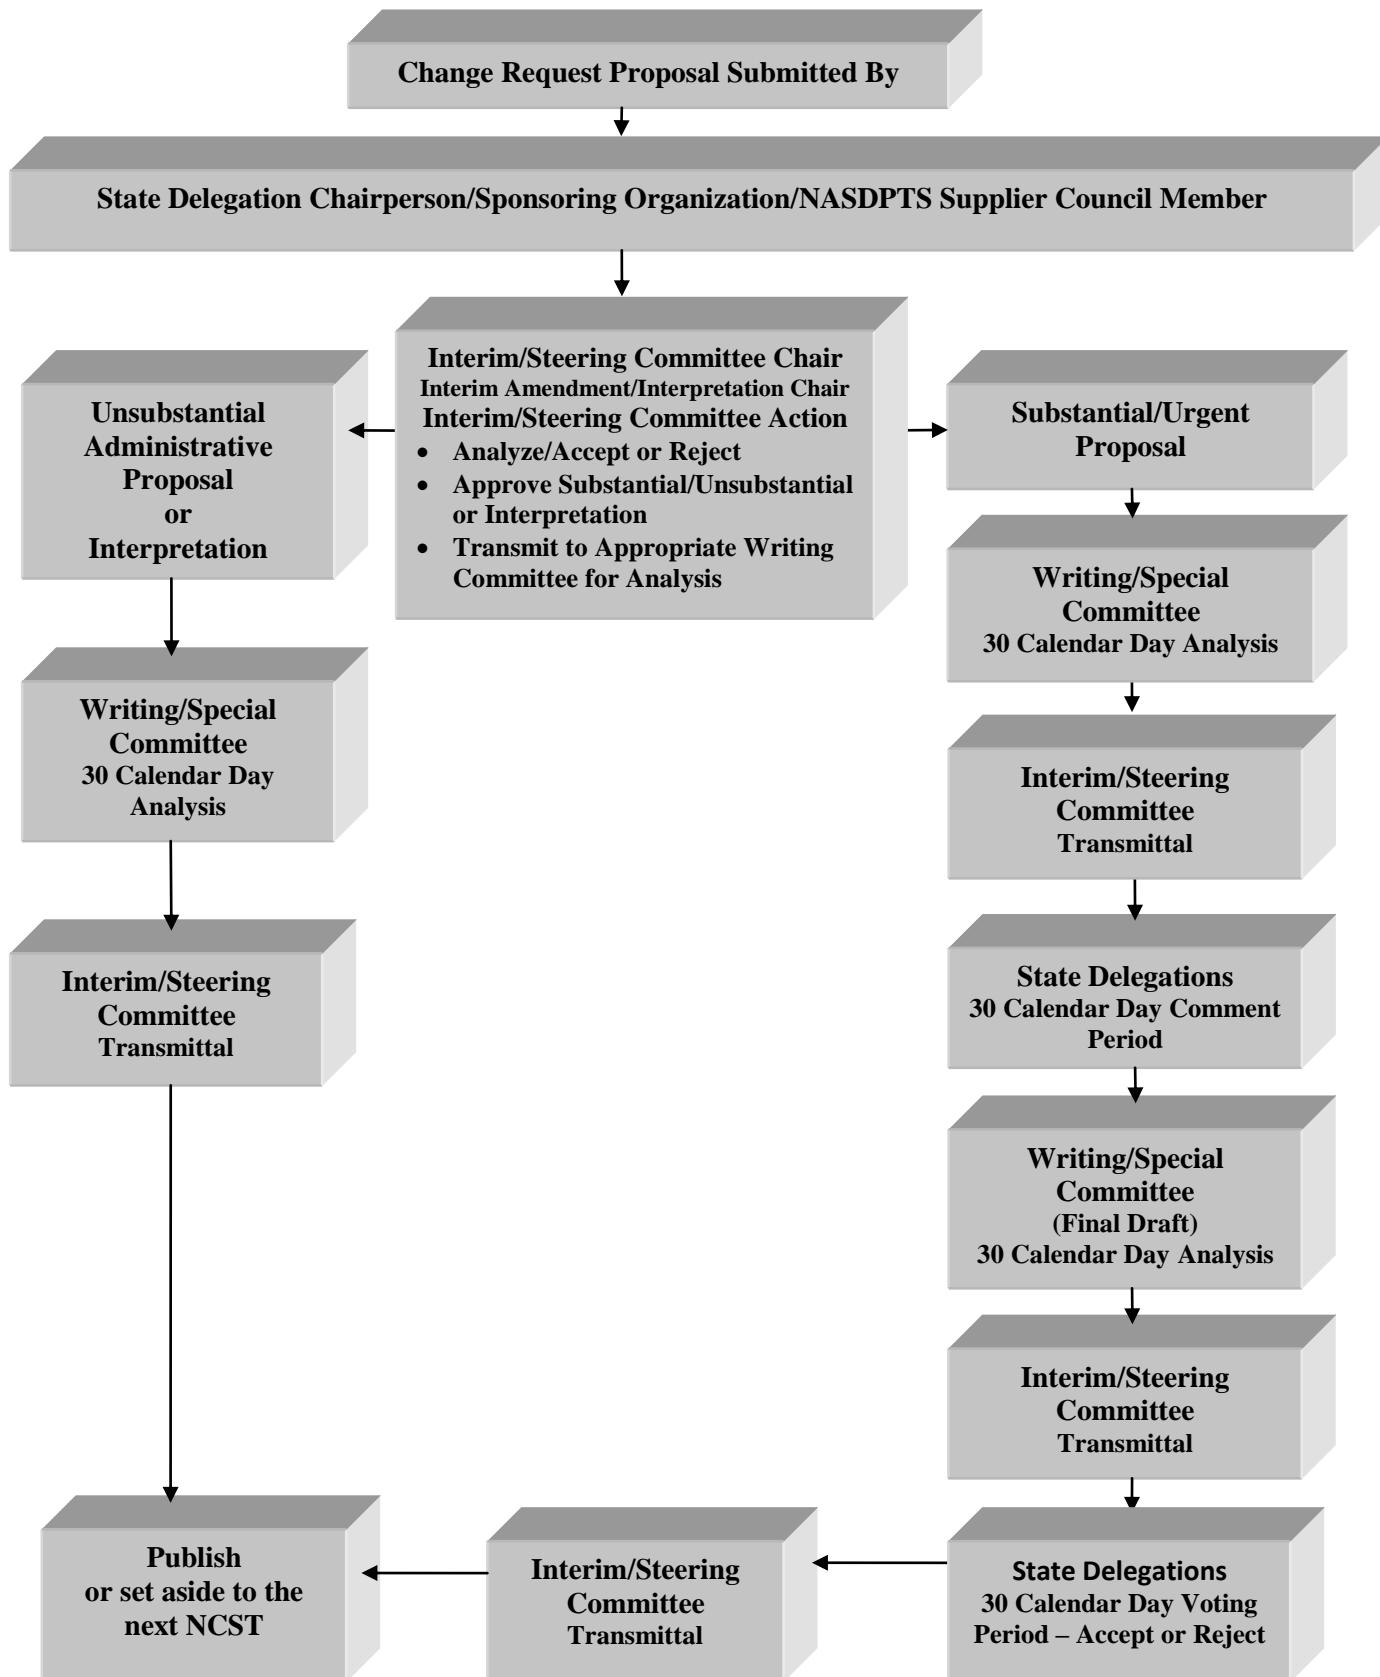 Change Request Proposal Submitted By
State Delegation Chairperson/Sponsoring Organization/NASDPTS Supplier Council Member
Interim/Steering Committee Chair
Interim Amendment/Interpretation Chair
Interim/Steering Committee Action
• Analyze/Accept or Reject
• Approve Substantial/Unsubstantial
or Interpretation
• Transmit to Appropriate Writing
Committee for Analysis
Unsubstantial
Administrative
Proposal
or
Interpretation
Writing/Special
Committee
30 Calendar Day
Analysis
Interim/Steering
Committee
Transmittal
Substantial/Urgent
Proposal
Writing/Special
Committee
30 Calendar Day Analysis
Interim/Steering
Committee
Transmittal
State Delegations
30 Calendar Day Comment
Period
Writing/Special
Committee
(Final Draft)
30 Calendar Day Analysis
Interim/Steering
Committee
Transmittal
State Delegations
30 Calendar Day Voting
Period – Accept or Reject
Interim/Steering
Committee
Transmittal
Publish
or set aside to the
next NCST